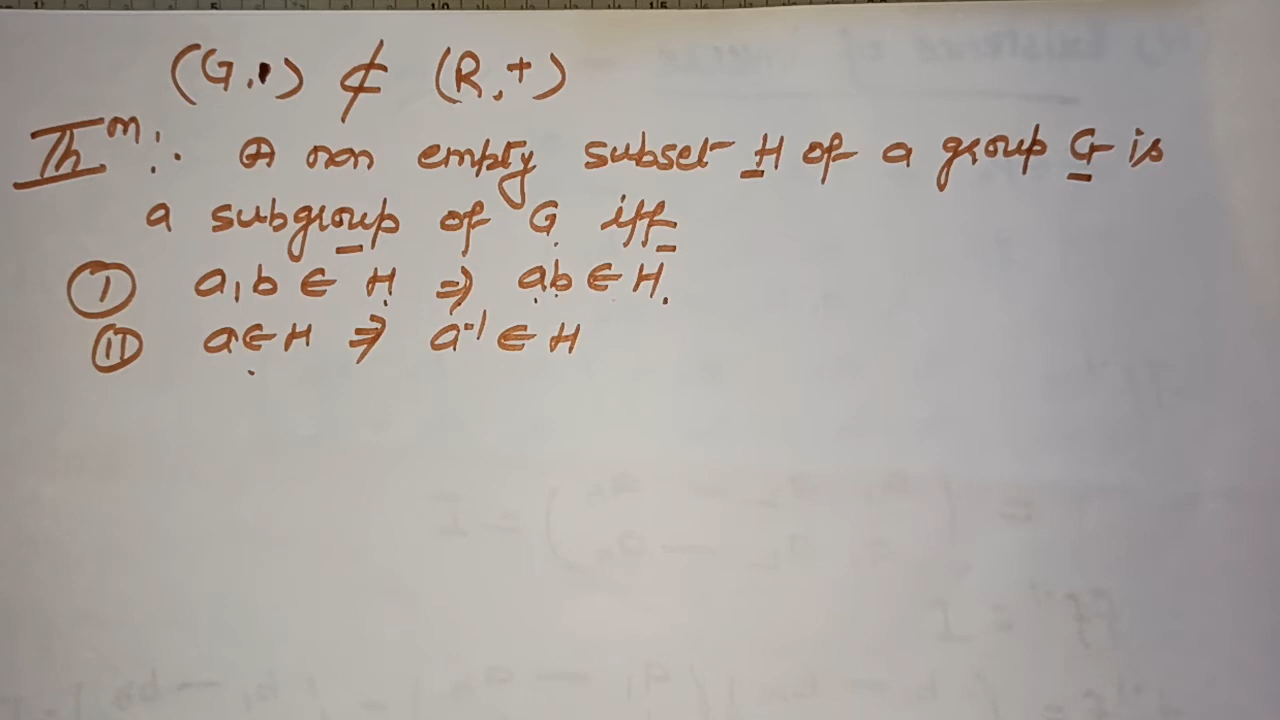 (G,·) ⊄ (R,+)
Thm:. A non empty subset H of a group G is
a subgroup of G iff
I a,b ∈ H ⇒ ab ∈ H.
II a ∈ H ⇒ a⁻¹ ∈ H